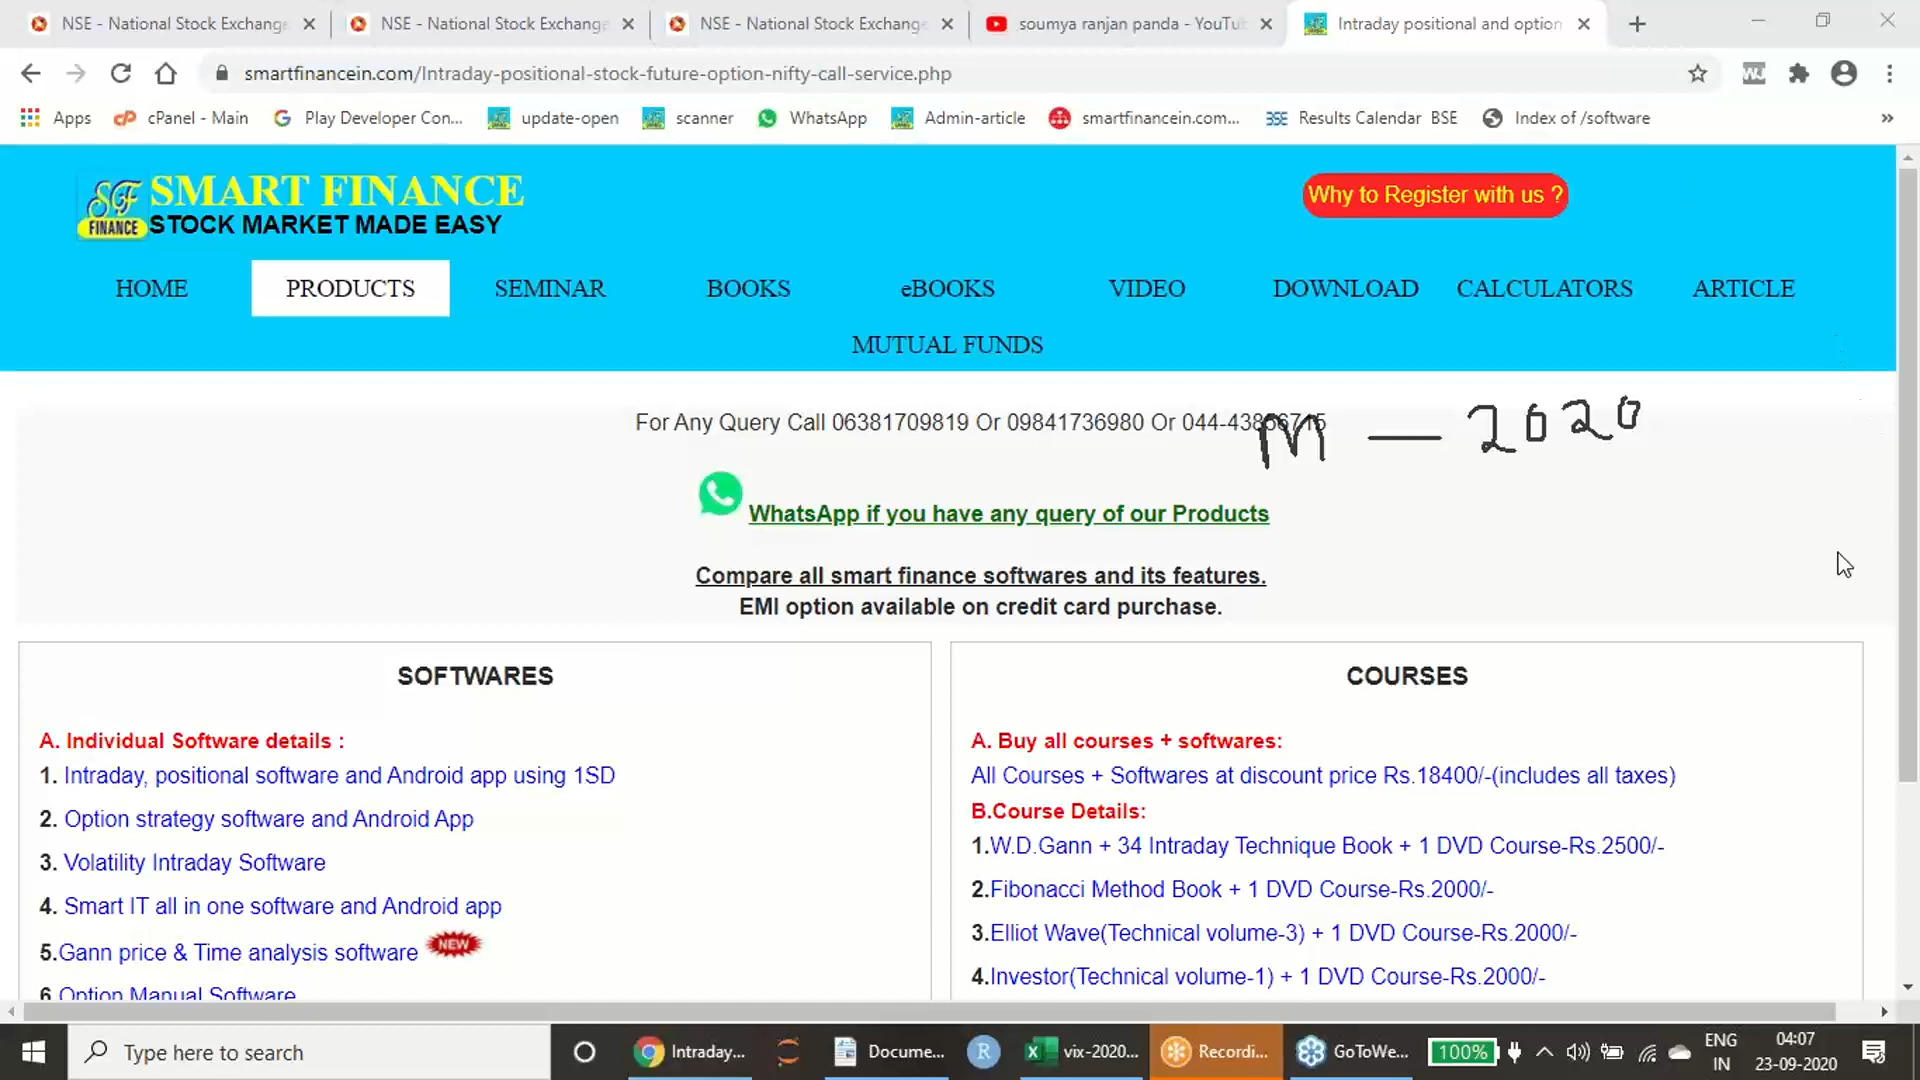 NSE - National Stock Exchange
NSE - National Stock Exchange
NSE - National Stock Exchange
soumya ranjan panda - YouTu
Intraday positional and option
smartfinancein.com/Intraday-positional-stock-future-option-nifty-call-service.php
Apps
cPanel - Main
Play Developer Con...
update-open
scanner
WhatsApp
Admin-article
smartfinancein.com...
BSE Results Calendar BSE
Index of /software
»
SF FINANCE
SMART FINANCE
STOCK MARKET MADE EASY
Why to Register with us ?
HOME
PRODUCTS
SEMINAR
BOOKS
eBOOKS
VIDEO
DOWNLOAD
CALCULATORS
ARTICLE
MUTUAL FUNDS
For Any Query Call 06381709819 Or 09841736980 Or 044-43856715
M — 2020
WhatsApp if you have any query of our Products
Compare all smart finance softwares and its features.
EMI option available on credit card purchase.
SOFTWARES
A. Individual Software details :
1. Intraday, positional software and Android app using 1SD
2. Option strategy software and Android App
3. Volatility Intraday Software
4. Smart IT all in one software and Android app
5.Gann price & Time analysis software NEW
6.Option Manual Software
COURSES
A. Buy all courses + softwares:
All Courses + Softwares at discount price Rs.18400/-(includes all taxes)
B.Course Details:
1.W.D.Gann + 34 Intraday Technique Book + 1 DVD Course-Rs.2500/-
2.Fibonacci Method Book + 1 DVD Course-Rs.2000/-
3.Elliot Wave(Technical volume-3) + 1 DVD Course-Rs.2000/-
4.Investor(Technical volume-1) + 1 DVD Course-Rs.2000/-
Type here to search
Intraday...
Docume...
R
vix-2020...
Recordi...
GoToWe...
100%
ENG
IN
04:07
23-09-2020